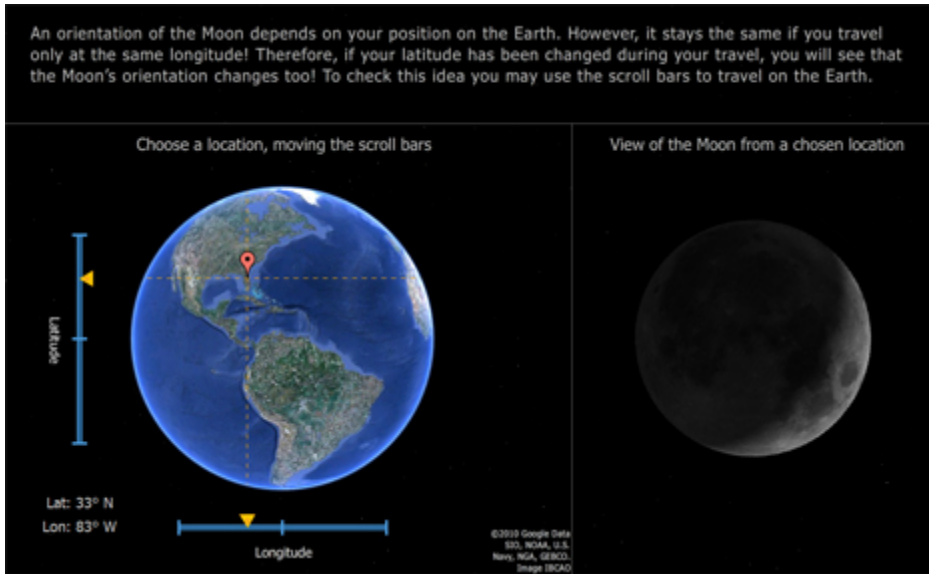 An orientation of the Moon depends on your position on the Earth. However, it stays the same if you travel
only at the same longitude! Therefore, if your latitude has been changed during your travel, you will see that
the Moon's orientation changes too! To check this idea you may use the scroll bars to travel on the Earth.
Choose a location, moving the scroll bars
View of the Moon from a chosen location
Latitude
Lat: 33° N
Lon: 83° W
Longitude
©2010 Google Data
SIO, NOAA, U.S.
Navy, NGA, GEBCO.
Image IBCAO